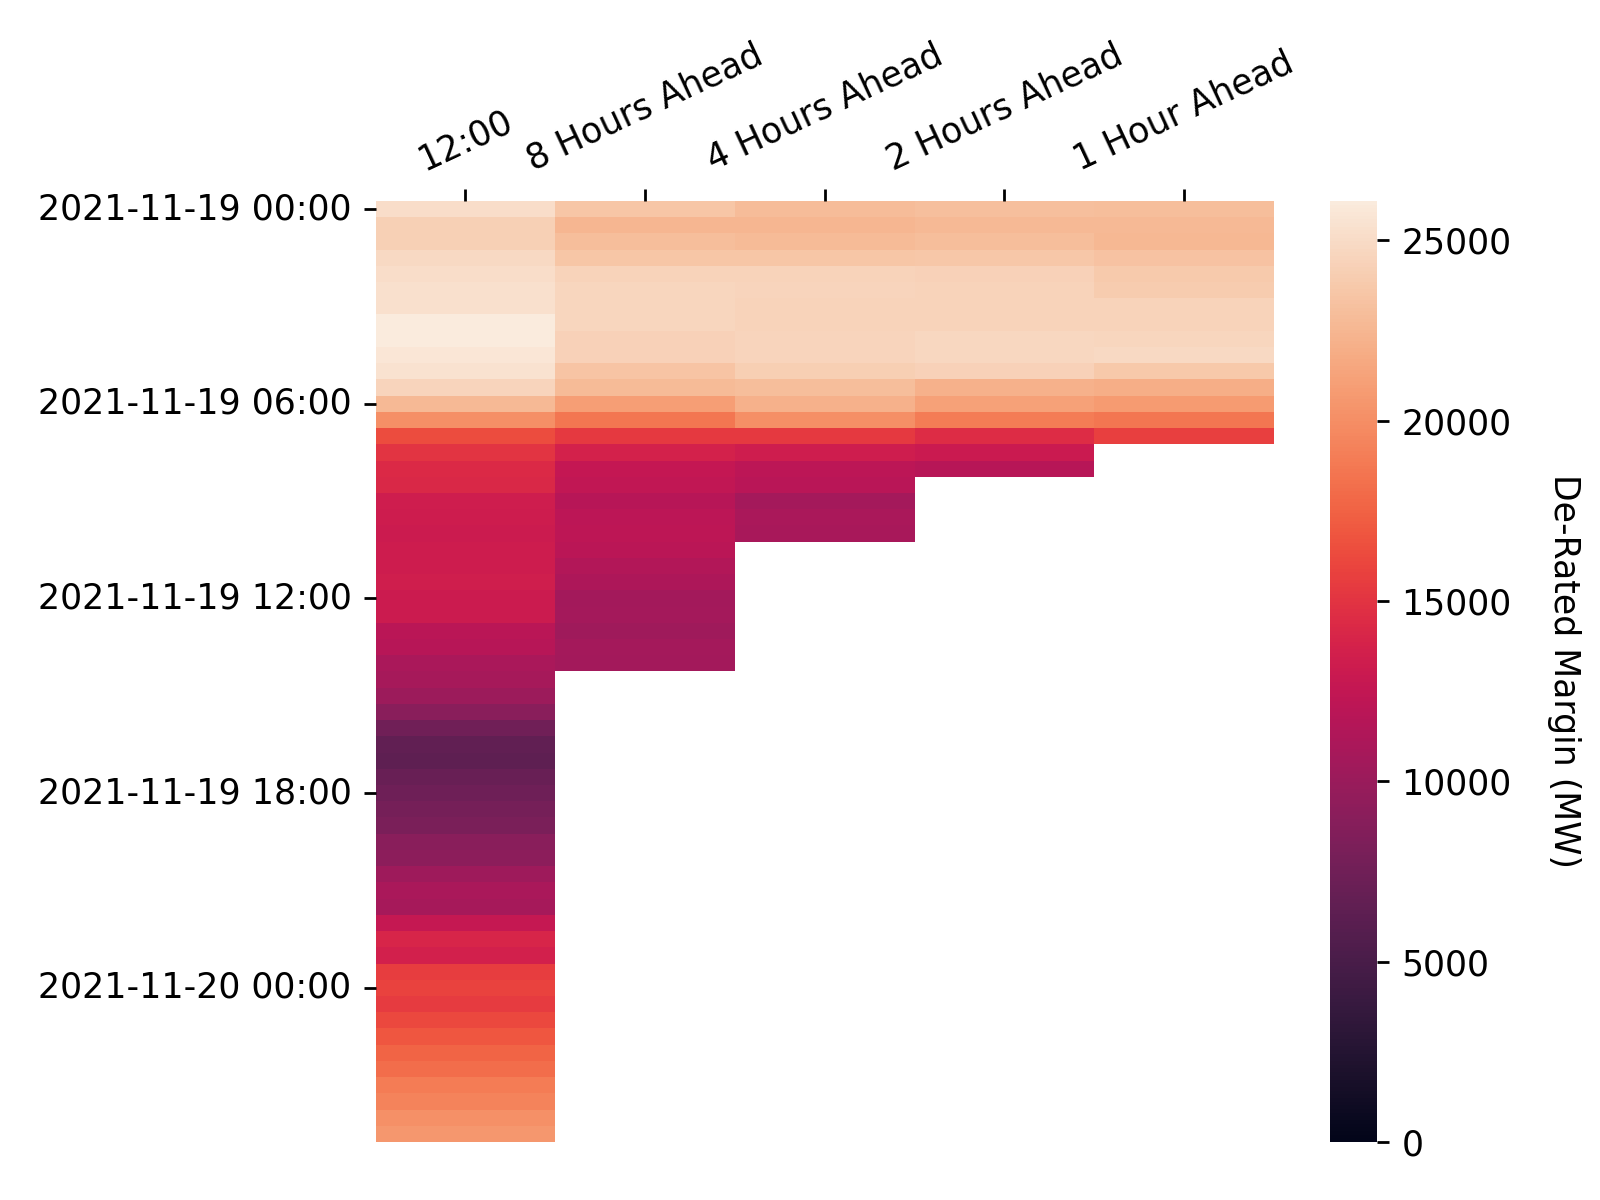 12:00
8 Hours Ahead
4 Hours Ahead
2 Hours Ahead
1 Hour Ahead
2021-11-19 00:00
2021-11-19 06:00
2021-11-19 12:00
2021-11-19 18:00
2021-11-20 00:00
25000
20000
15000
10000
5000
0
De-Rated Margin (MW)